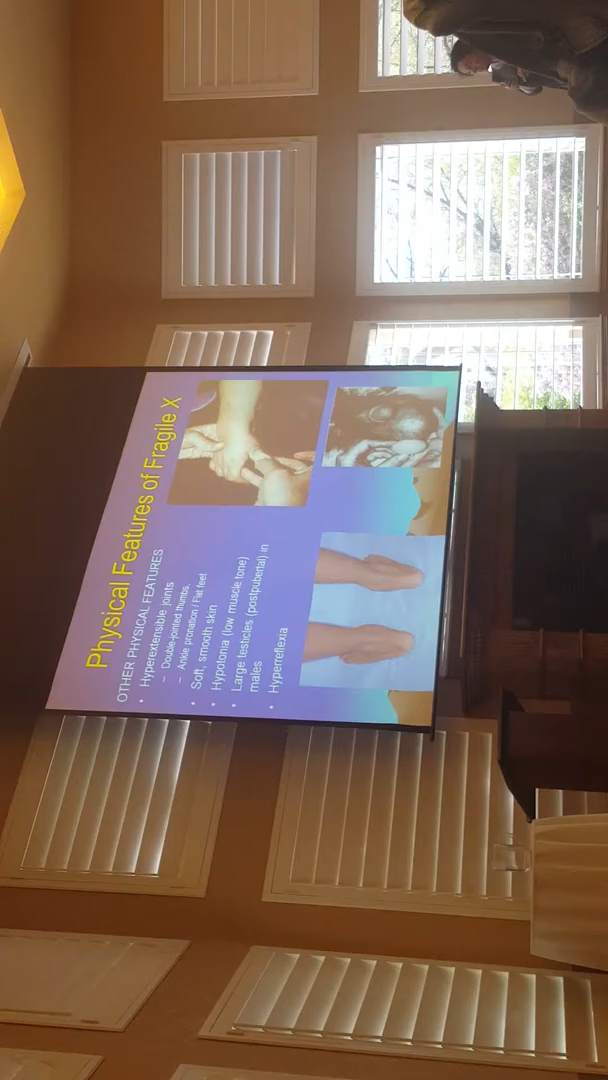 Physical Features of Fragile X
OTHER PHYSICAL FEATURES
• Hyperextensible joints
– Double-jointed thumbs,
– Ankle pronation / Flat feet
• Soft, smooth skin
• Hypotonia (low muscle tone)
• Large testicles (postpubertal) in
males
• Hyperreflexia